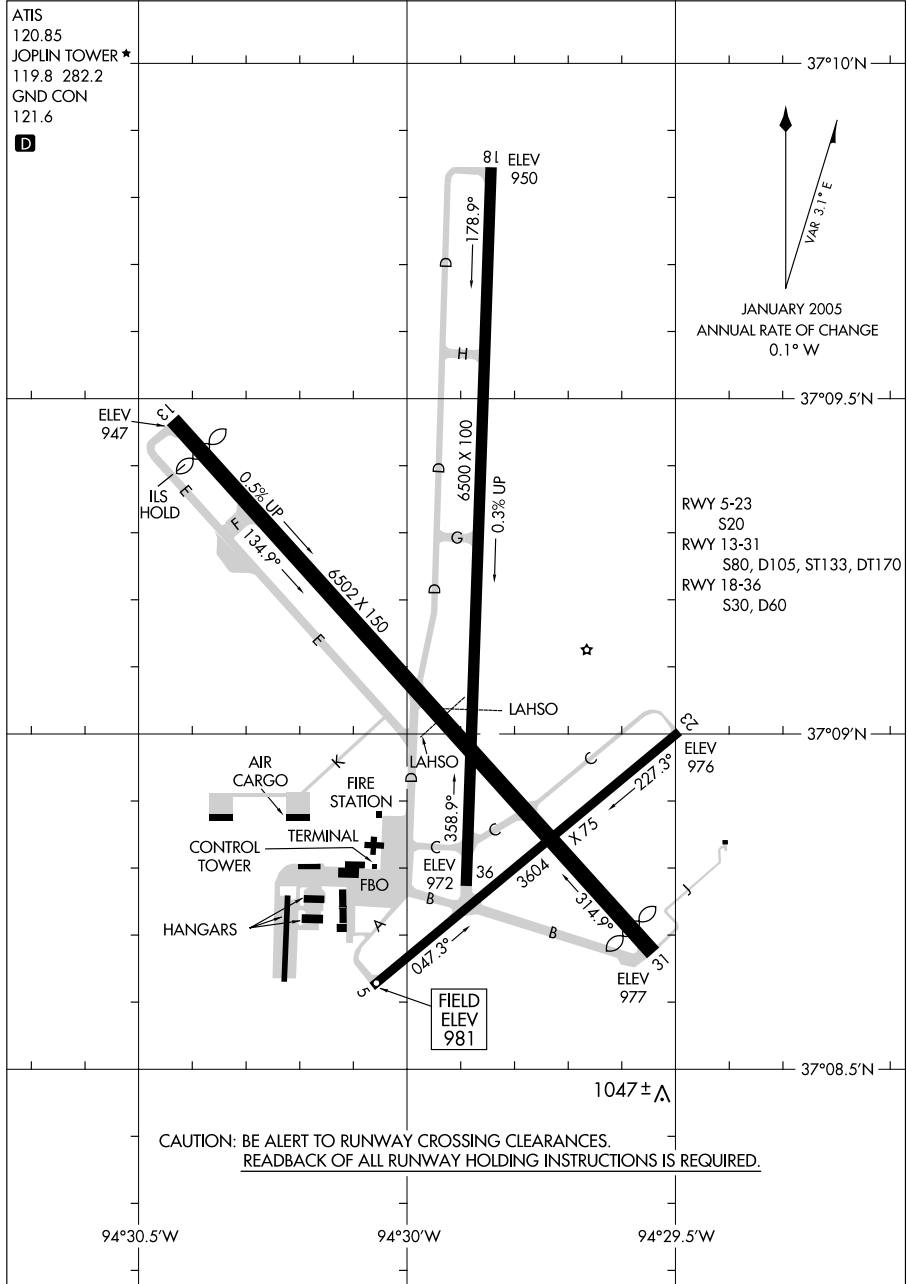 ATIS
120.85
JOPLIN TOWER ★
119.8 282.2
GND CON
121.6
D
37°10'N
18
ELEV
950
178.9°
D
VAR 3.1° E
JANUARY 2005
ANNUAL RATE OF CHANGE
0.1° W
H
37°09.5'N
ELEV
947
13
ILS
HOLD
E
F
0.5% UP
134.9°
6502 X 150
E
D
6500 X 100
0.3% UP
G
D
RWY 5-23
S20
RWY 13-31
S80, D105, ST133, DT170
RWY 18-36
S30, D60
LAHSO
LAHSO
37°09'N
23
ELEV
976
227.3°
C
K
D
AIR
CARGO
FIRE
STATION
358.9°
C
C
X 75
3604
CONTROL
TOWER
TERMINAL
FBO
ELEV
972
36
314.9°
J
HANGARS
A
B
B
047.3°
5
31
ELEV
977
FIELD
ELEV
981
37°08.5'N
1047±
CAUTION: BE ALERT TO RUNWAY CROSSING CLEARANCES.
READBACK OF ALL RUNWAY HOLDING INSTRUCTIONS IS REQUIRED.
94°30.5'W
94°30'W
94°29.5'W